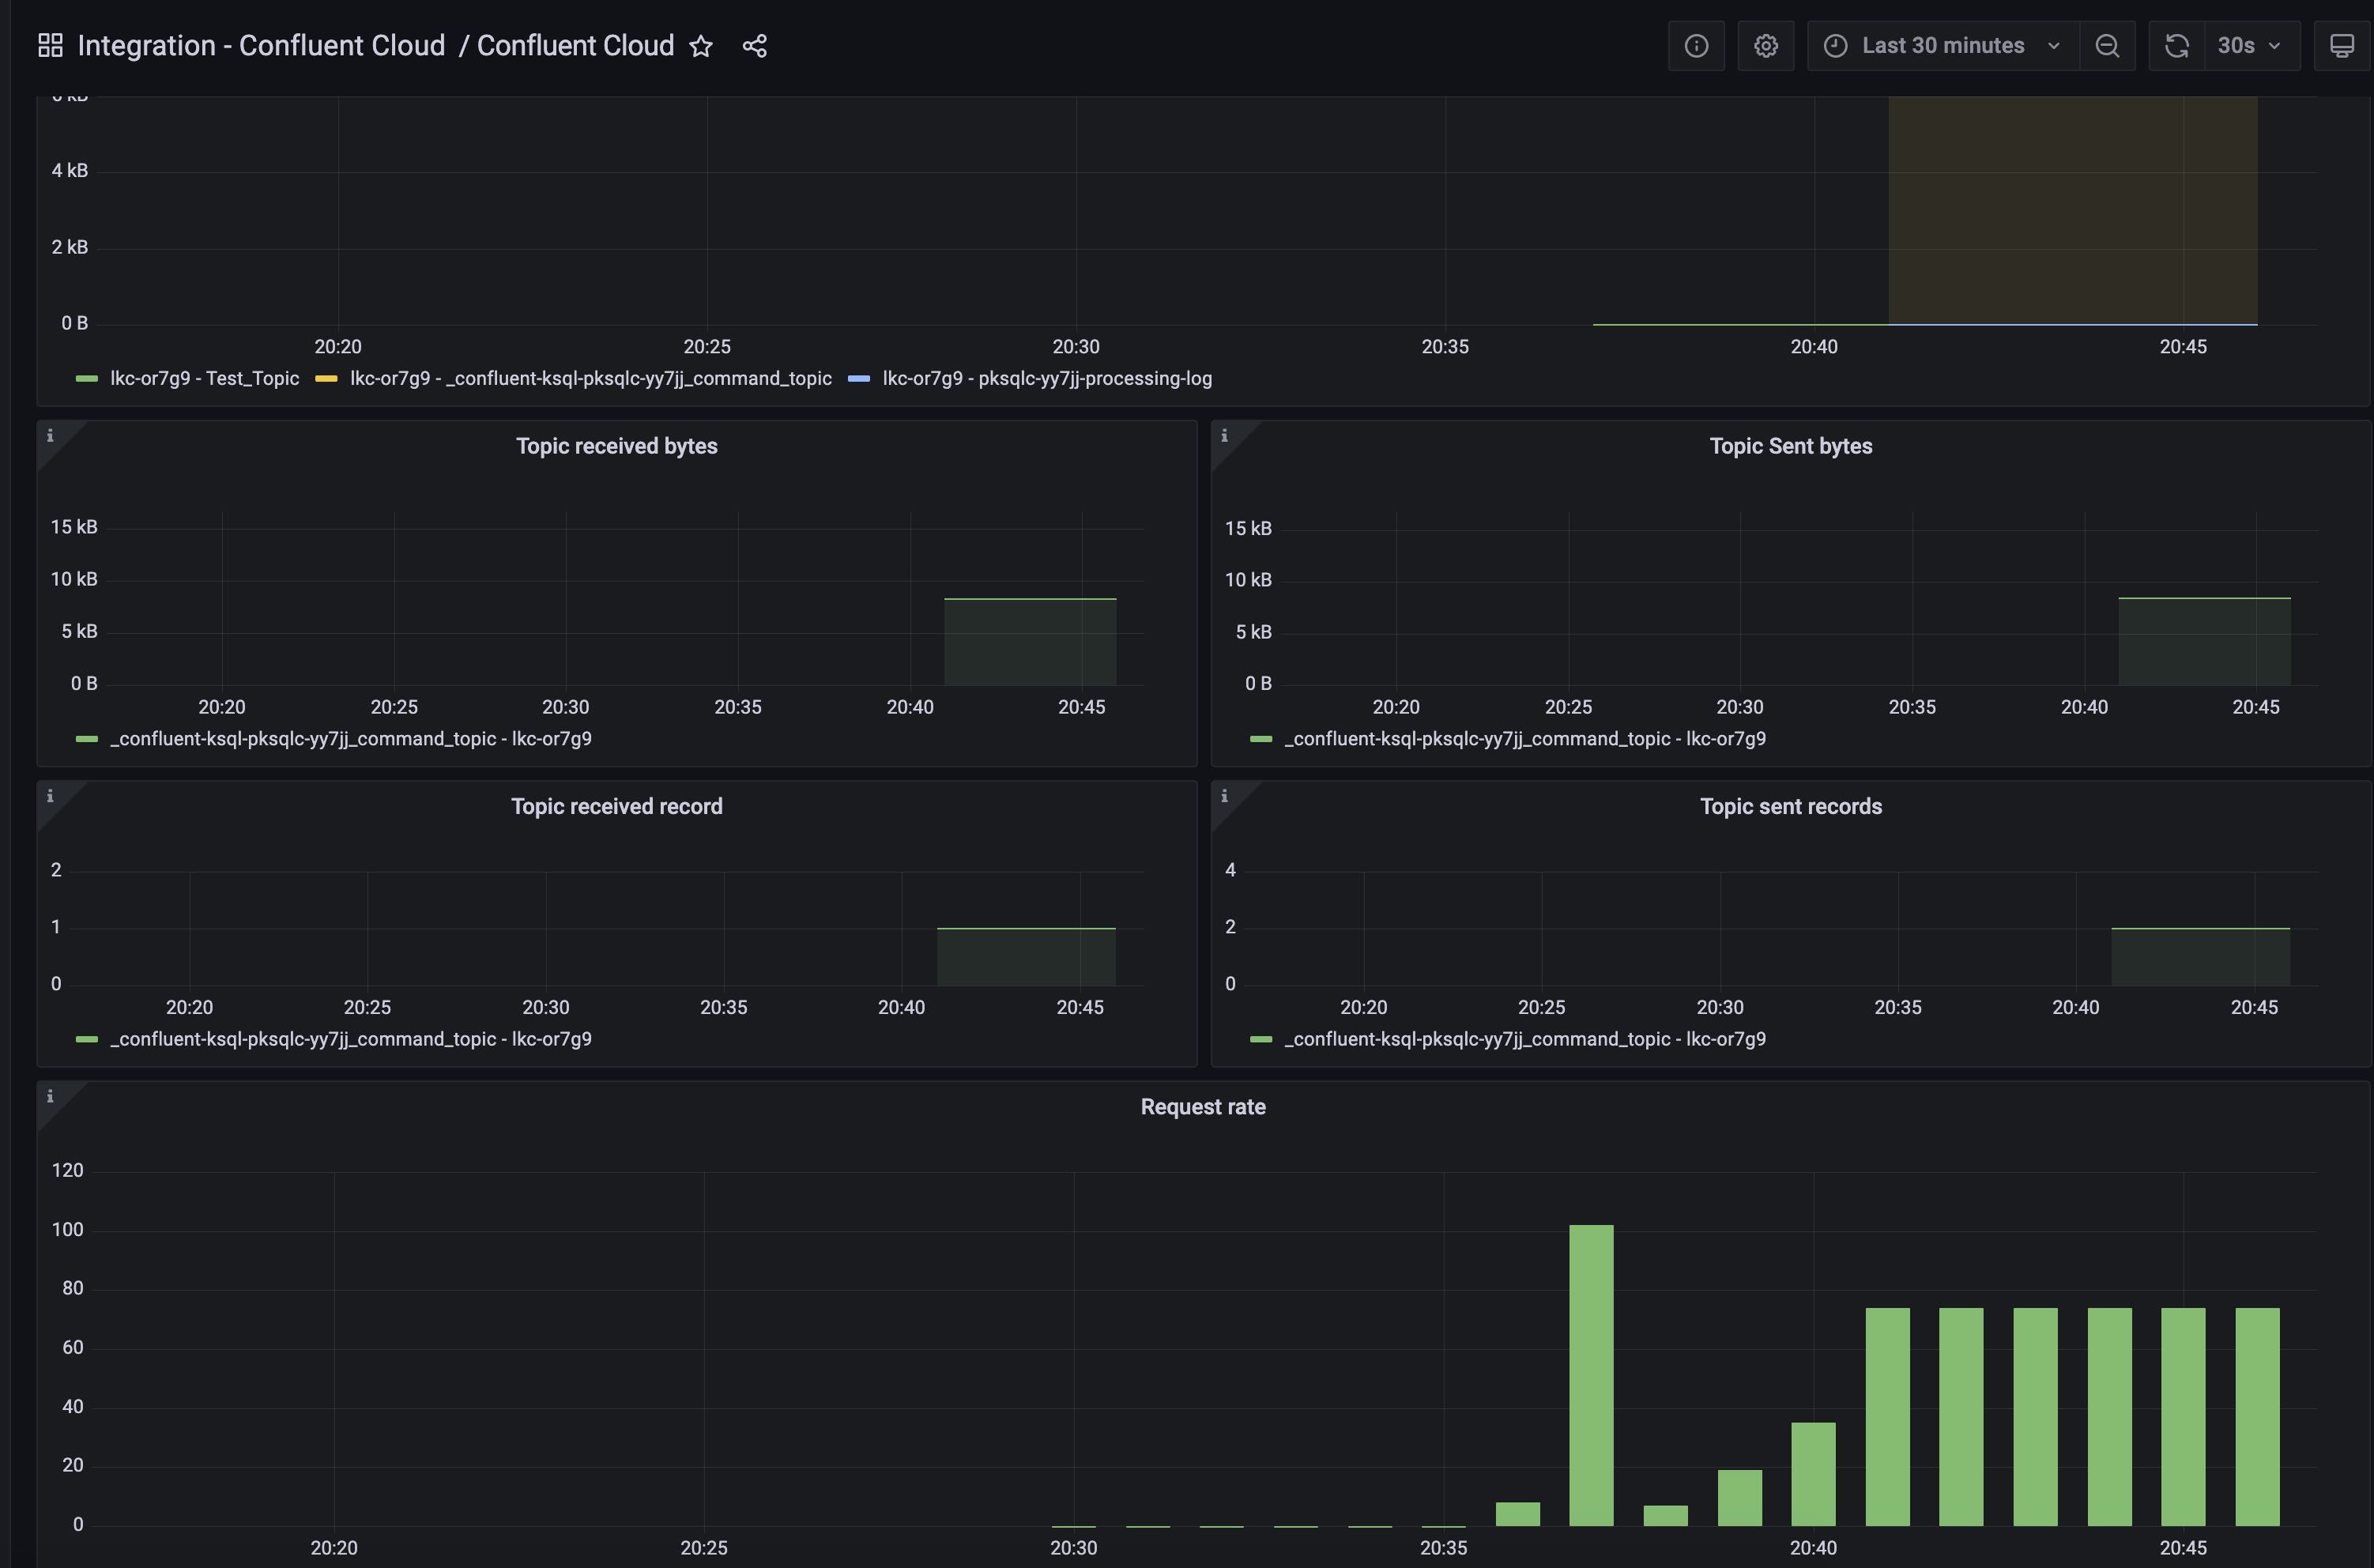 Integration - Confluent Cloud / Confluent Cloud
Last 30 minutes
30s
4 kB
2 kB
0 B
20:20 20:25 20:30 20:35 20:40 20:45
lkc-or7g9 - Test_Topic lkc-or7g9 - _confluent-ksql-pksqlc-yy7jj_command_topic lkc-or7g9 - pksqlc-yy7jj-processing-log
Topic received bytes
15 kB
10 kB
5 kB
0 B
20:20 20:25 20:30 20:35 20:40 20:45
_confluent-ksql-pksqlc-yy7jj_command_topic - lkc-or7g9
Topic Sent bytes
15 kB
10 kB
5 kB
0 B
20:20 20:25 20:30 20:35 20:40 20:45
_confluent-ksql-pksqlc-yy7jj_command_topic - lkc-or7g9
Topic received record
2
1
0
20:20 20:25 20:30 20:35 20:40 20:45
_confluent-ksql-pksqlc-yy7jj_command_topic - lkc-or7g9
Topic sent records
4
2
0
20:20 20:25 20:30 20:35 20:40 20:45
_confluent-ksql-pksqlc-yy7jj_command_topic - lkc-or7g9
Request rate
120
100
80
60
40
20
0
20:20 20:25 20:30 20:35 20:40 20:45